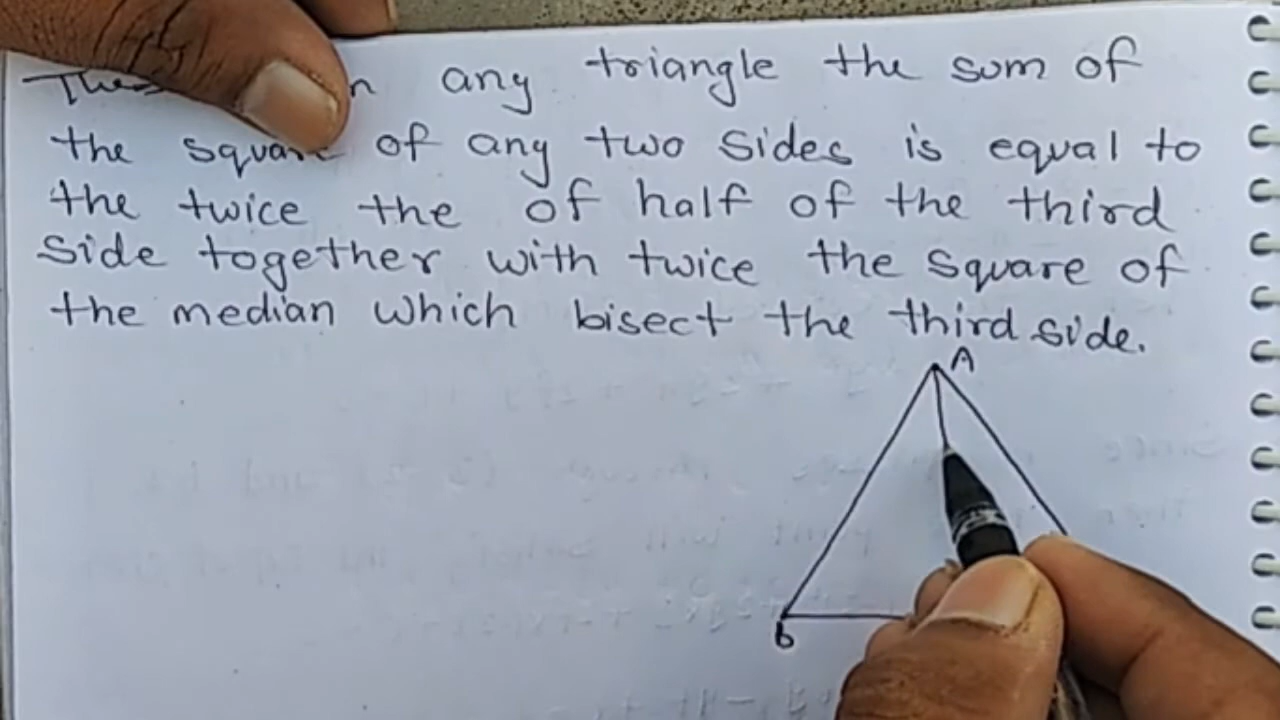 any triangle the sum of
the square of any two sides is equal to
the twice the of half of the third
side together with twice the square of
the median which bisect the third side.
A
B